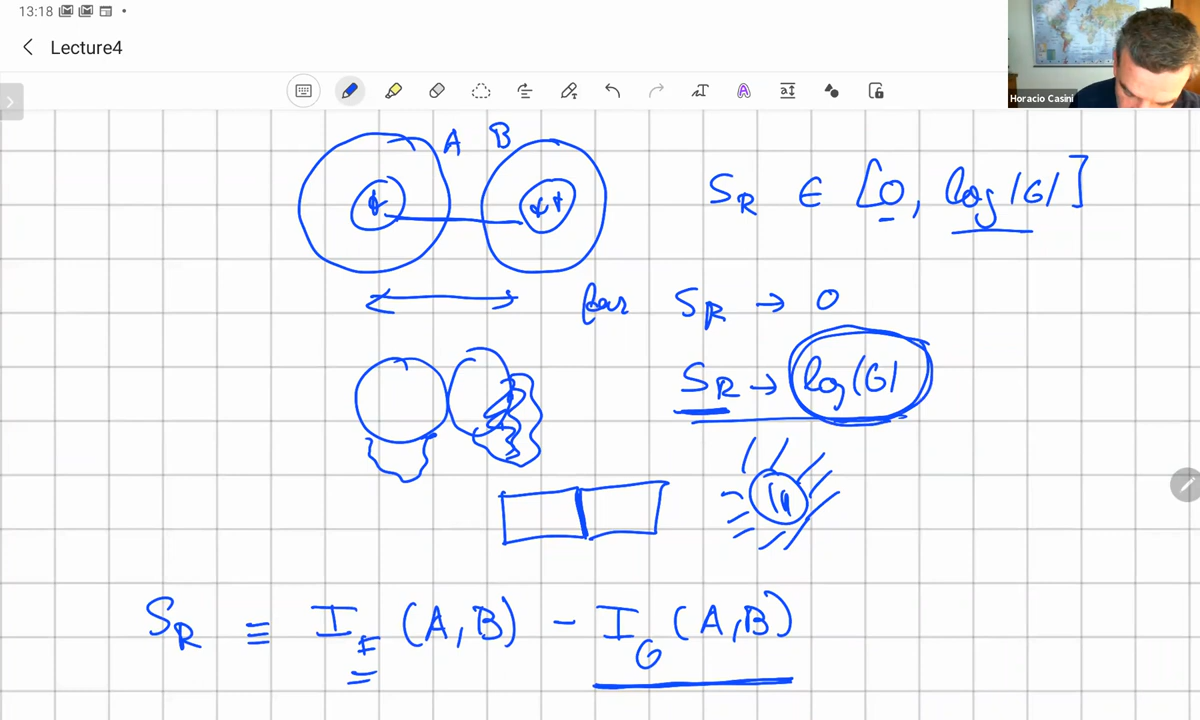 13:18
Lecture4
Horacio Casini
A B
S_R ∈ [0, log|G|]
far S_R → 0
S_R → log|G|
S_R ≡ I_F (A,B) − I_G (A,B)